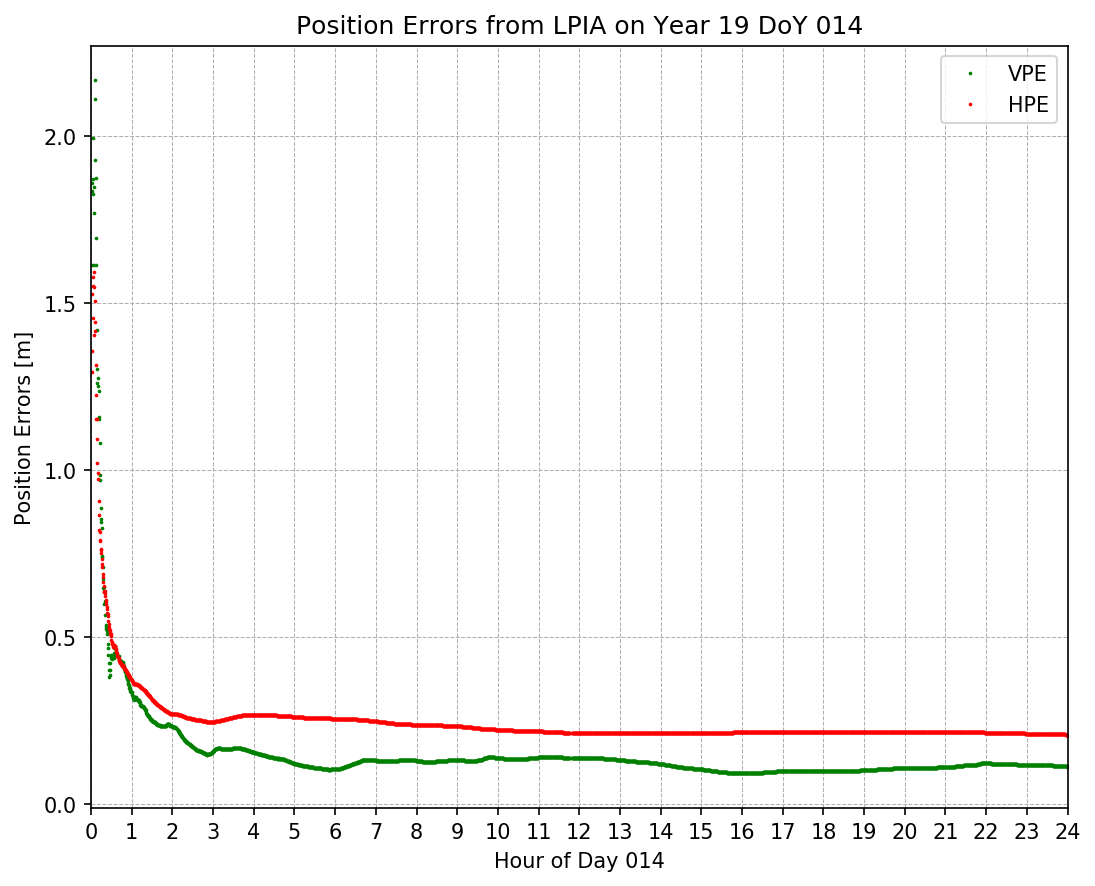 Position Errors from LPIA on Year 19 DoY 014
VPE
HPE
Position Errors [m]
2.0
1.5
1.0
0.5
0.0
0 1 2 3 4 5 6 7 8 9 10 11 12 13 14 15 16 17 18 19 20 21 22 23 24
Hour of Day 014